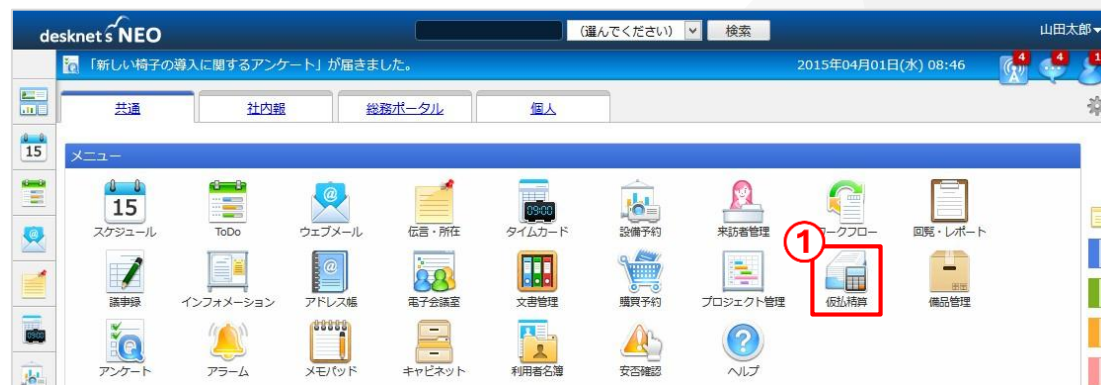 desknet's NEO
(選んでください)
検索
山田太郎
「新しい椅子の導入に関するアンケート」が届きました。
2015年04月01日(水) 08:46
4
4
1
共通
社内報
総務ポータル
個人
15
メニュー
15
09:00
スケジュール
ToDo
ウェブメール
伝言・所在
タイムカード
設備予約
来訪者管理
①
ークフロー
回覧・レポート
議事録
インフォメーション
アドレス帳
電子会議室
文書管理
購買予約
プロジェクト管理
仮払精算
備品管理
アンケート
アラーム
メモパッド
キャビネット
利用者名簿
安否確認
ヘルプ